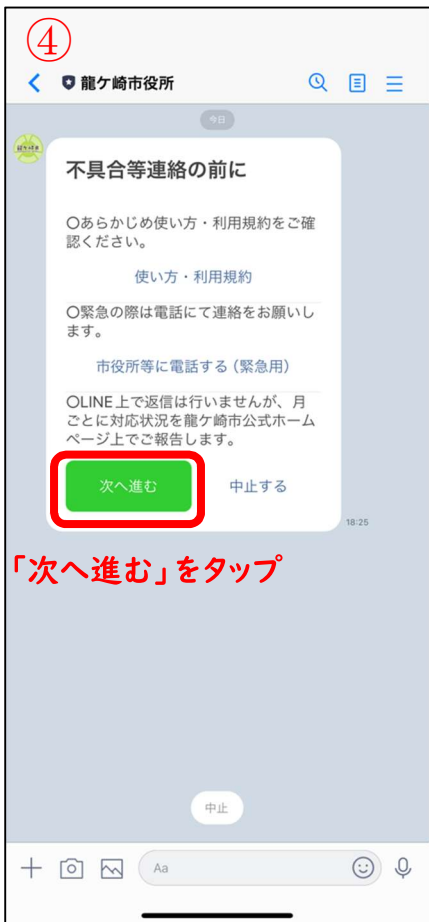 ④
龍ケ崎市役所
今日
不具合等連絡の前に
〇あらかじめ使い方・利用規約をご確
認ください。
使い方・利用規約
〇緊急の際は電話にて連絡をお願いし
ます。
市役所等に電話する（緊急用）
〇LINE上で返信は行いませんが、月
ごとに対応状況を龍ケ崎市公式ホーム
ページ上でご報告します。
次へ進む 中止する
18:25
「次へ進む」をタップ
中止
Aa